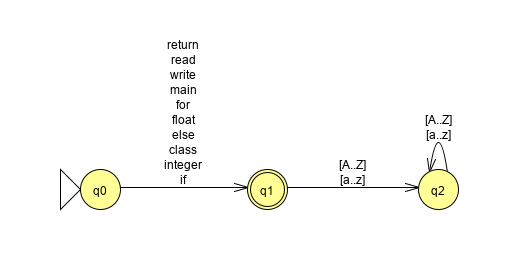 return
read
write
main
for
float
else
class
integer
if
[A..Z]
[a..z]
[A..Z]
[a..z]
q0
q1
q2